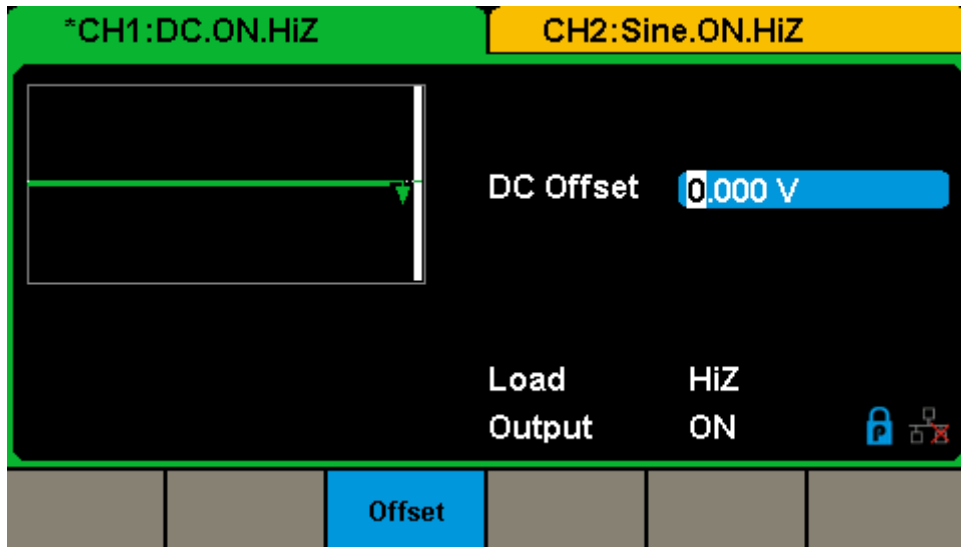 *CH1:DC.ON.HiZ
CH2:Sine.ON.HiZ
DC Offset 0.000 V
Load HiZ
Output ON
P
Offset